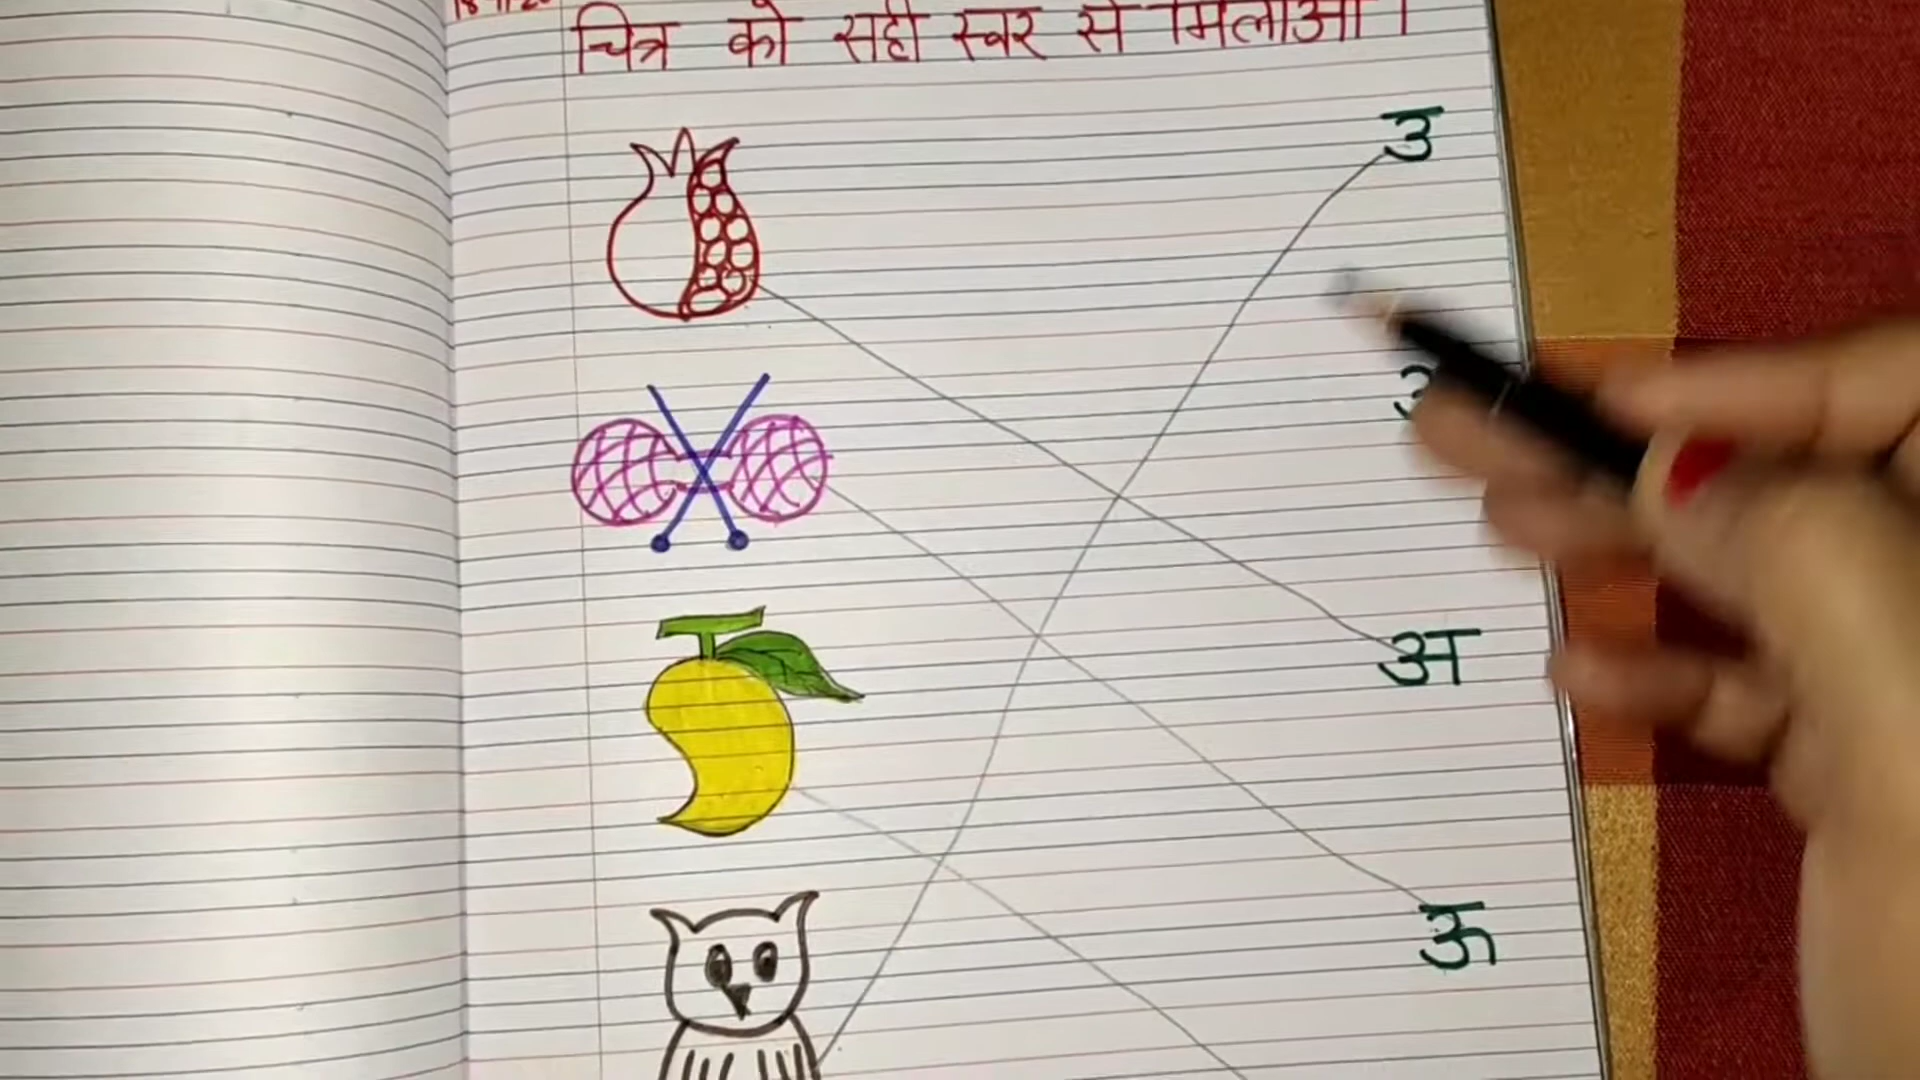 चित्र को सही स्वर से मिलाओ ।
उ
अ
ऊ